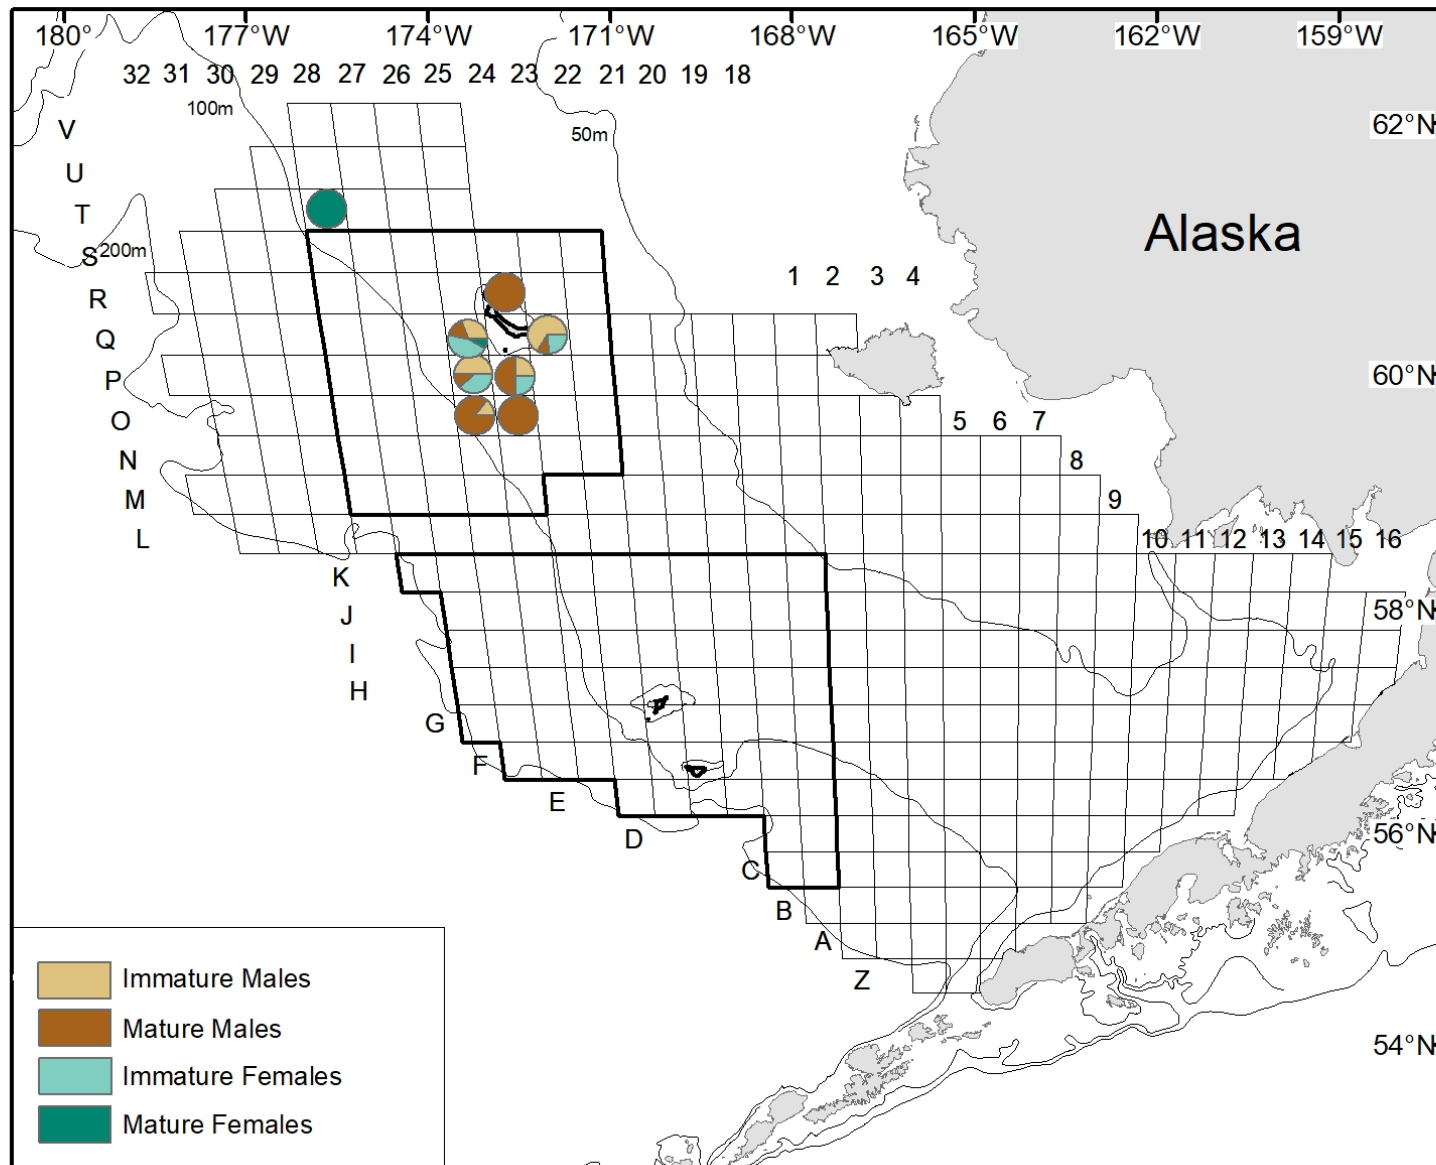 180° 177°W 174°W 171°W 168°W 165°W 162°W 159°W
32 31 30 29 28 27 26 25 24 23 22 21 20 19 18
100m
50m
62°N
V
U
T
Alaska
S 200m
1 2 3 4
R
Q
P
60°N
O
5 6 7
N
8
M
9
L
10 11 12 13 14 15 16
K
58°N
J
I
H
G
F
E
D
56°N
C
B
A
Z
Immature Males
Mature Males
54°N
Immature Females
Mature Females